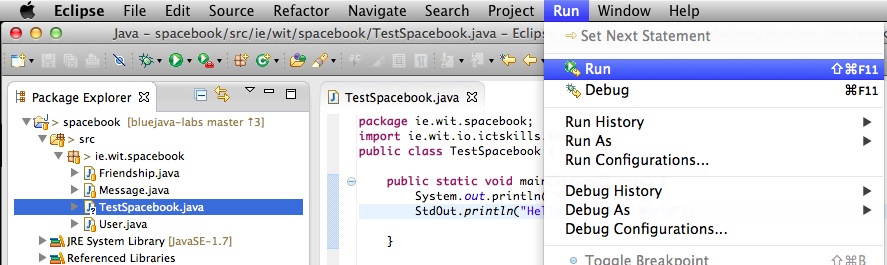 Eclipse File Edit Source Refactor Navigate Search Project Run Window Help
Java – spacebook/src/ie/wit/spacebook/TestSpacebook.java – Eclips
Set Next Statement
Run ⇧⌘F11
Debug ⌘F11
Run History
Run As
Run Configurations...
Debug History
Debug As
Debug Configurations...
Toggle Breakpoint ⇧⌘B
Package Explorer
spacebook [bluejava-labs master ↑3]
src
ie.wit.spacebook
Friendship.java
Message.java
TestSpacebook.java
User.java
JRE System Library [JavaSE-1.7]
Referenced Libraries
TestSpacebook.java
package ie.wit.spacebook;
import ie.wit.io.ictskills.
public class TestSpacebook {
public static void main
System.out.println
StdOut.println("Hel
}